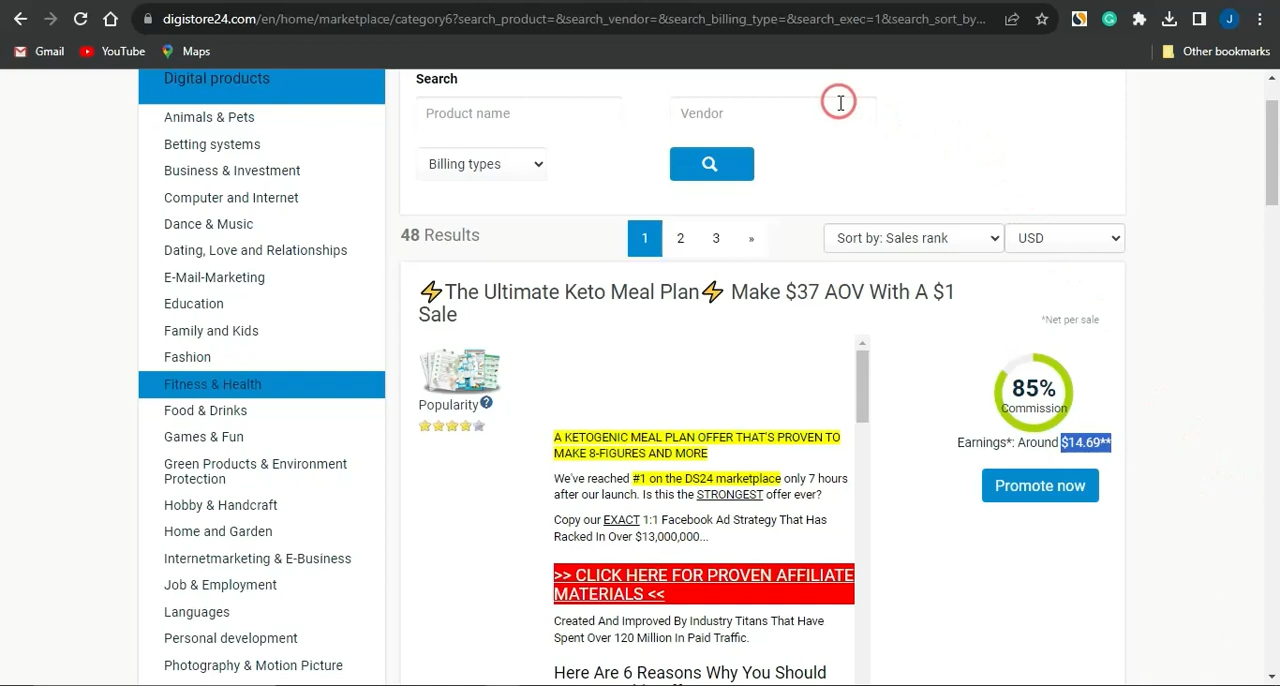 digistore24.com/en/home/marketplace/category6?search_product=&search_vendor=&search_billing_type=&search_exec=1&search_sort_by...
J
Gmail
YouTube
Maps
Other bookmarks
Digital products
Animals & Pets
Betting systems
Business & Investment
Computer and Internet
Dance & Music
Dating, Love and Relationships
E-Mail-Marketing
Education
Family and Kids
Fashion
Fitness & Health
Food & Drinks
Games & Fun
Green Products & Environment
Protection
Hobby & Handcraft
Home and Garden
Internetmarketing & E-Business
Job & Employment
Languages
Personal development
Photography & Motion Picture
Search
Product name
Vendor
Billing types
48 Results
1 2 3 »
Sort by: Sales rank
USD
⚡The Ultimate Keto Meal Plan⚡ Make $37 AOV With A $1
Sale
*Net per sale
Popularity?
A KETOGENIC MEAL PLAN OFFER THAT'S PROVEN TO
MAKE 8-FIGURES AND MORE
We've reached #1 on the DS24 marketplace only 7 hours
after our launch. Is this the STRONGEST offer ever?
Copy our EXACT 1:1 Facebook Ad Strategy That Has
Racked In Over $13,000,000...
>> CLICK HERE FOR PROVEN AFFILIATE
MATERIALS <<
Created And Improved By Industry Titans That Have
Spent Over 120 Million In Paid Traffic.
Here Are 6 Reasons Why You Should
85%
Commission
Earnings*: Around $14.69**
Promote now